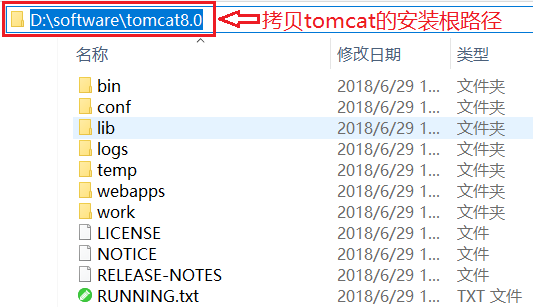 D:\software\tomcat8.0 拷贝tomcat的安装根路径
名称 修改日期 类型
bin 2018/6/29 1... 文件夹
conf 2018/6/29 1... 文件夹
lib 2018/6/29 1... 文件夹
logs 2018/6/29 1... 文件夹
temp 2018/6/29 1... 文件夹
webapps 2018/6/29 1... 文件夹
work 2018/6/29 1... 文件夹
LICENSE 2018/6/29 1... 文件
NOTICE 2018/6/29 1... 文件
RELEASE-NOTES 2018/6/29 1... 文件
RUNNING.txt 2018/6/29 1... TXT 文件